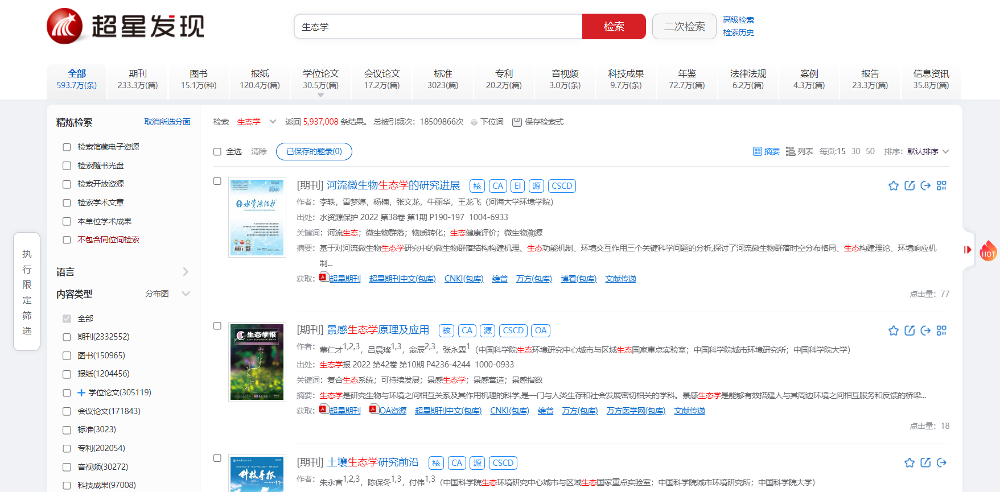 超星发现
生态学 检索 二次检索 高级检索
检索历史
全部 期刊 图书 报纸 学位论文 会议论文 标准 专利 音视频 科技成果 年鉴 法律法规 案例 报告 信息资讯
593.7万(条) 233.3万(篇) 15.1万(种) 120.4万(篇) 30.5万(篇) 17.2万(篇) 3023(篇) 20.2万(篇) 3.0万(条) 9.7万(条) 72.7万(篇) 6.2万(篇) 4.3万(篇) 23.3万(篇) 35.8万(篇)
精炼检索 取消所选分面
检索馆藏电子资源
检索随书光盘
检索开放资源
检索学术文章
本单位学术成果
不包含同位词检索
语言
内容类型 分布图
全部
期刊(2332552)
图书(150965)
报纸(1204456)
学位论文(305119)
会议论文(171843)
标准(3023)
专利(202054)
音视频(30272)
科技成果(97008)
执行限定筛选
检索 生态学 返回 5,937,008 条结果。 总被引频次：18509866次 下位词 保存检索式
全选 清除 已保存的题录(0) 摘要 列表 每页:15 30 50 排序： 默认排序
水资源保护
[期刊] 河流微生物生态学的研究进展 核 CA EI 源 CSCD
作者：李轶，雷梦婷，杨楠，张文龙，牛丽华，王龙飞（河海大学环境学院）
出处：水资源保护 2022 第38卷 第1期 P190-197 1004-6933
关键词：河流生态；微生物群落；物质转化；生态健康评价；微生物溯源
摘要：基于对河流微生物生态学研究中的微生物群落结构构建机理、生态功能机制、环境交互作用三个关键科学问题的分析,探讨了河流微生物群落时空分布格局、生态构建理论、环境响应机
制...
获取：超星期刊 超星期刊中文(包库) CNKI(包库) 维普 万方(包库) 博看(包库) 文献传递
点击量：77
HOT
生态学报
[期刊] 景感生态学原理及应用 核 CA 源 CSCD OA
作者：董仁才1,2,3，吕晨璨1,3，翁辰2,3，张永霖1（中国科学院生态环境研究中心城市与区域生态国家重点实验室；中国科学院城市环境研究所；中国科学院大学）
出处：生态学报 2022 第42卷 第10期 P4236-4244 1000-0933
关键词：复合生态系统；可持续发展；景感生态学；景感营造；景感指数
摘要：生态学是研究生物与环境之间相互关系及其作用机理的科学,是一门与人类生存和社会发展密切相关的学科。景感生态学是能够有效搭建人与其周边环境之间相互服务和反馈的桥梁...
获取：超星期刊 OA资源 超星期刊中文(包库) CNKI(包库) 维普 万方(包库) 万方医学网(包库) 文献传递
点击量：18
科技导报
[期刊] 土壤生态学研究前沿 核 CA 源 CSCD
作者：朱永官1,2,3，陈保冬1,3，付伟1,3（中国科学院生态环境研究中心城市与区域生态国家重点实验室；中国科学院城市环境研究所；中国科学院大学）